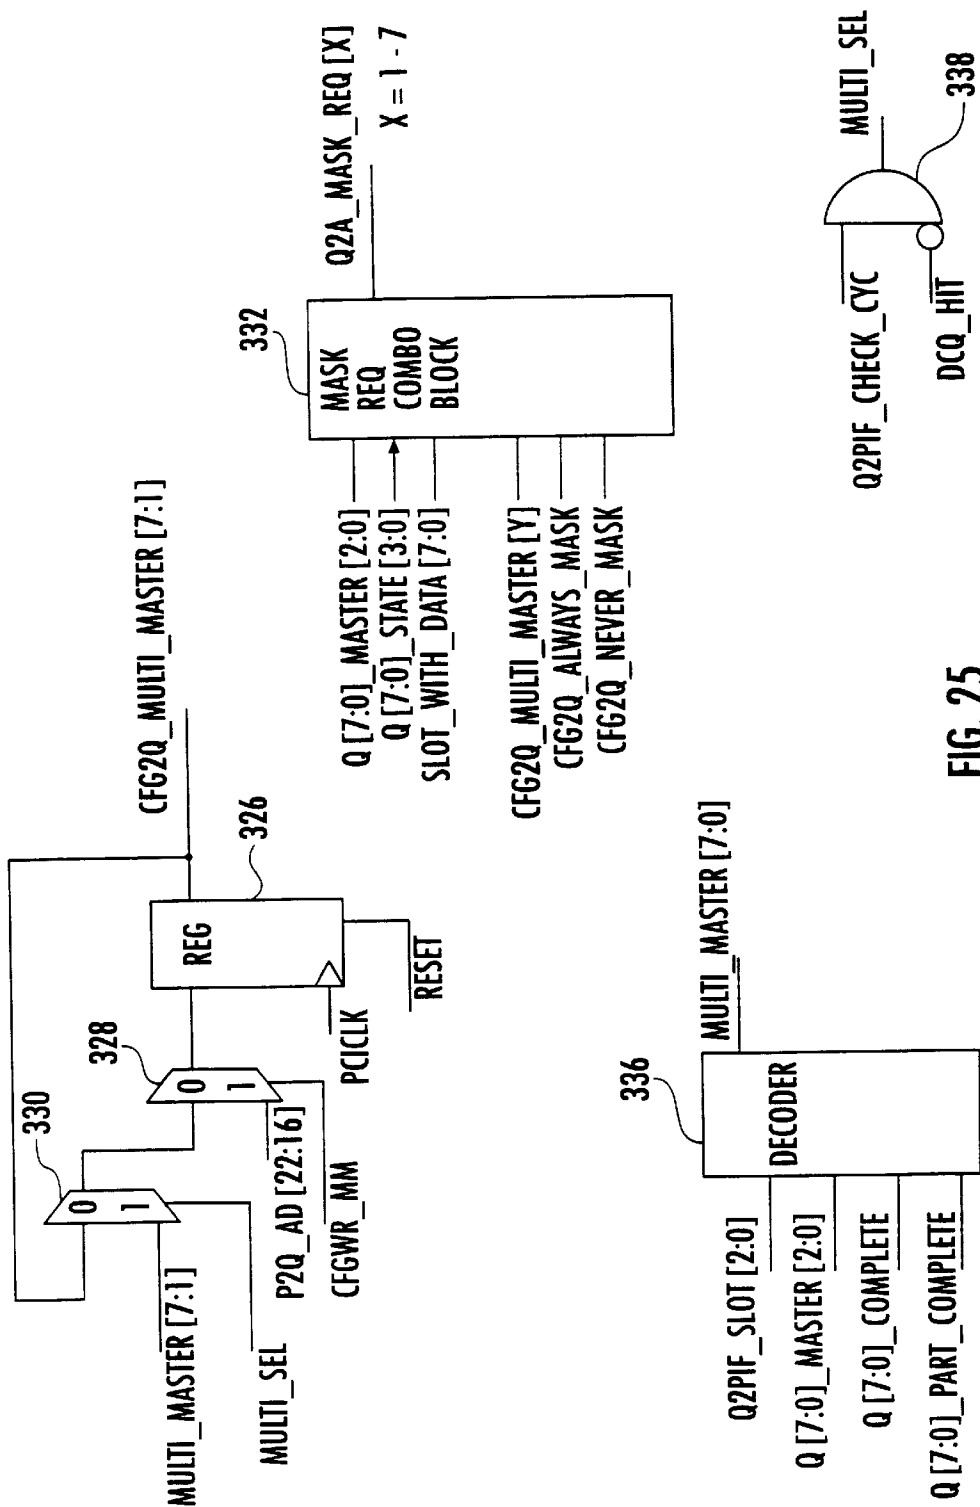 330
0
1
MULTI_MASTER [7:1]
MULTI_SEL
328
0
1
P2Q_AD [22:16]
CFGWR_MM
REG
326
PCICLK
RESET
CFG2Q_MULTI_MASTER [7:1]
332
MASK
REQ
COMBO
BLOCK
Q [7:0]_MASTER [2:0]
Q [7:0]_STATE [3:0]
SLOT_WITH_DATA [7:0]
CFG2Q_MULTI_MASTER [Y]
CFG2Q_ALWAYS_MASK
CFG2Q_NEVER_MASK
Q2A_MASK_REQ [X]
X = 1 - 7
336
DECODER
Q2PIF_SLOT [2:0]
Q [7:0]_MASTER [2:0]
Q [7:0]_COMPLETE
Q [7:0]_PART_COMPLETE
MULTI_MASTER [7:0]
Q2PIF_CHECK_CYC
DCQ_HIT
MULTI_SEL
338
FIG. 25